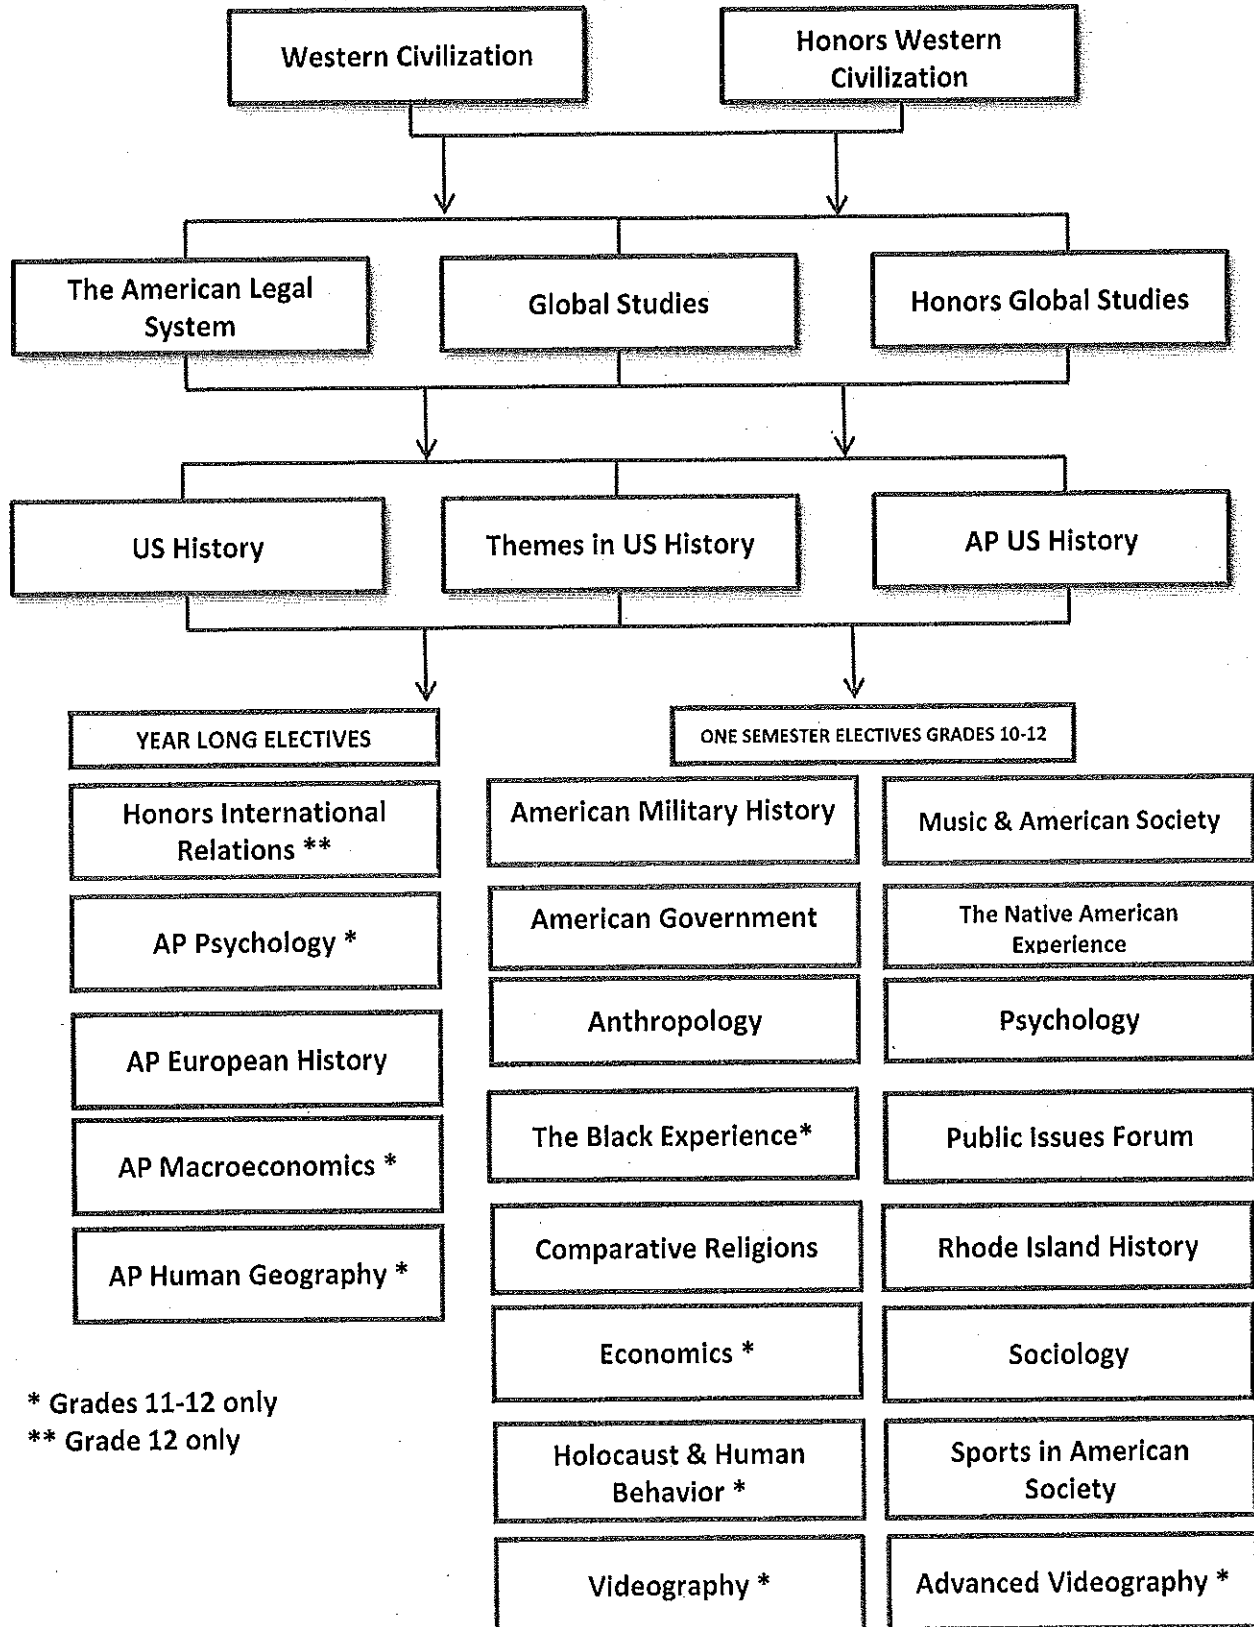 Western Civilization
Honors Western
Civilization
The American Legal
System
Global Studies
Honors Global Studies
US History
Themes in US History
AP US History
YEAR LONG ELECTIVES
Honors International
Relations **
AP Psychology *
AP European History
AP Macroeconomics *
AP Human Geography *
* Grades 11-12 only
** Grade 12 only
ONE SEMESTER ELECTIVES GRADES 10-12
American Military History
Music & American Society
American Government
The Native American
Experience
Anthropology
Psychology
The Black Experience*
Public Issues Forum
Comparative Religions
Rhode Island History
Economics *
Sociology
Holocaust & Human
Behavior *
Sports in American
Society
Videography *
Advanced Videography *